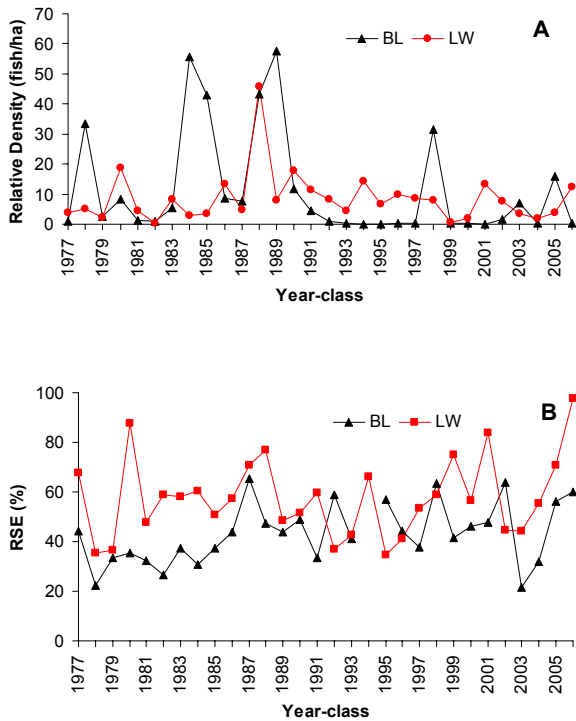 70
60
50
40
30
20
10
0
Relative Density (fish/ha)
BL LW
A
1977 1979 1981 1983 1985 1987 1989 1991 1993 1995 1997 1999 2001 2003 2005
Year-class
100
80
60
40
20
0
RSE (%)
BL LW
B
1977 1979 1981 1983 1985 1987 1989 1991 1993 1995 1997 1999 2001 2003 2005
Year-class